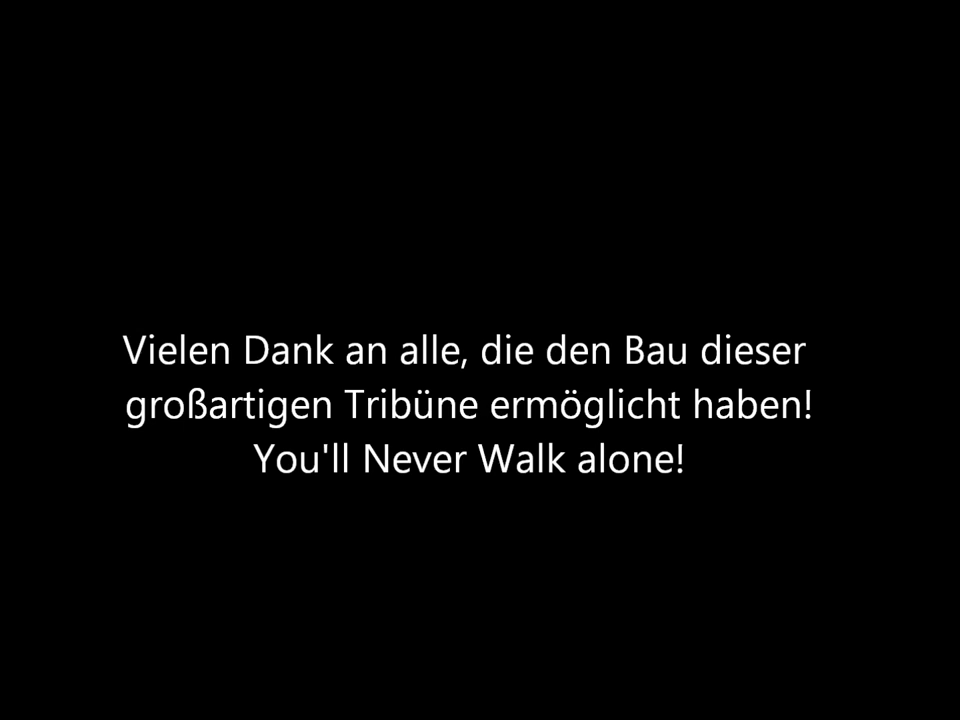 Vielen Dank an alle, die den Bau dieser
großartigen Tribüne ermöglicht haben!
You'll Never Walk alone!